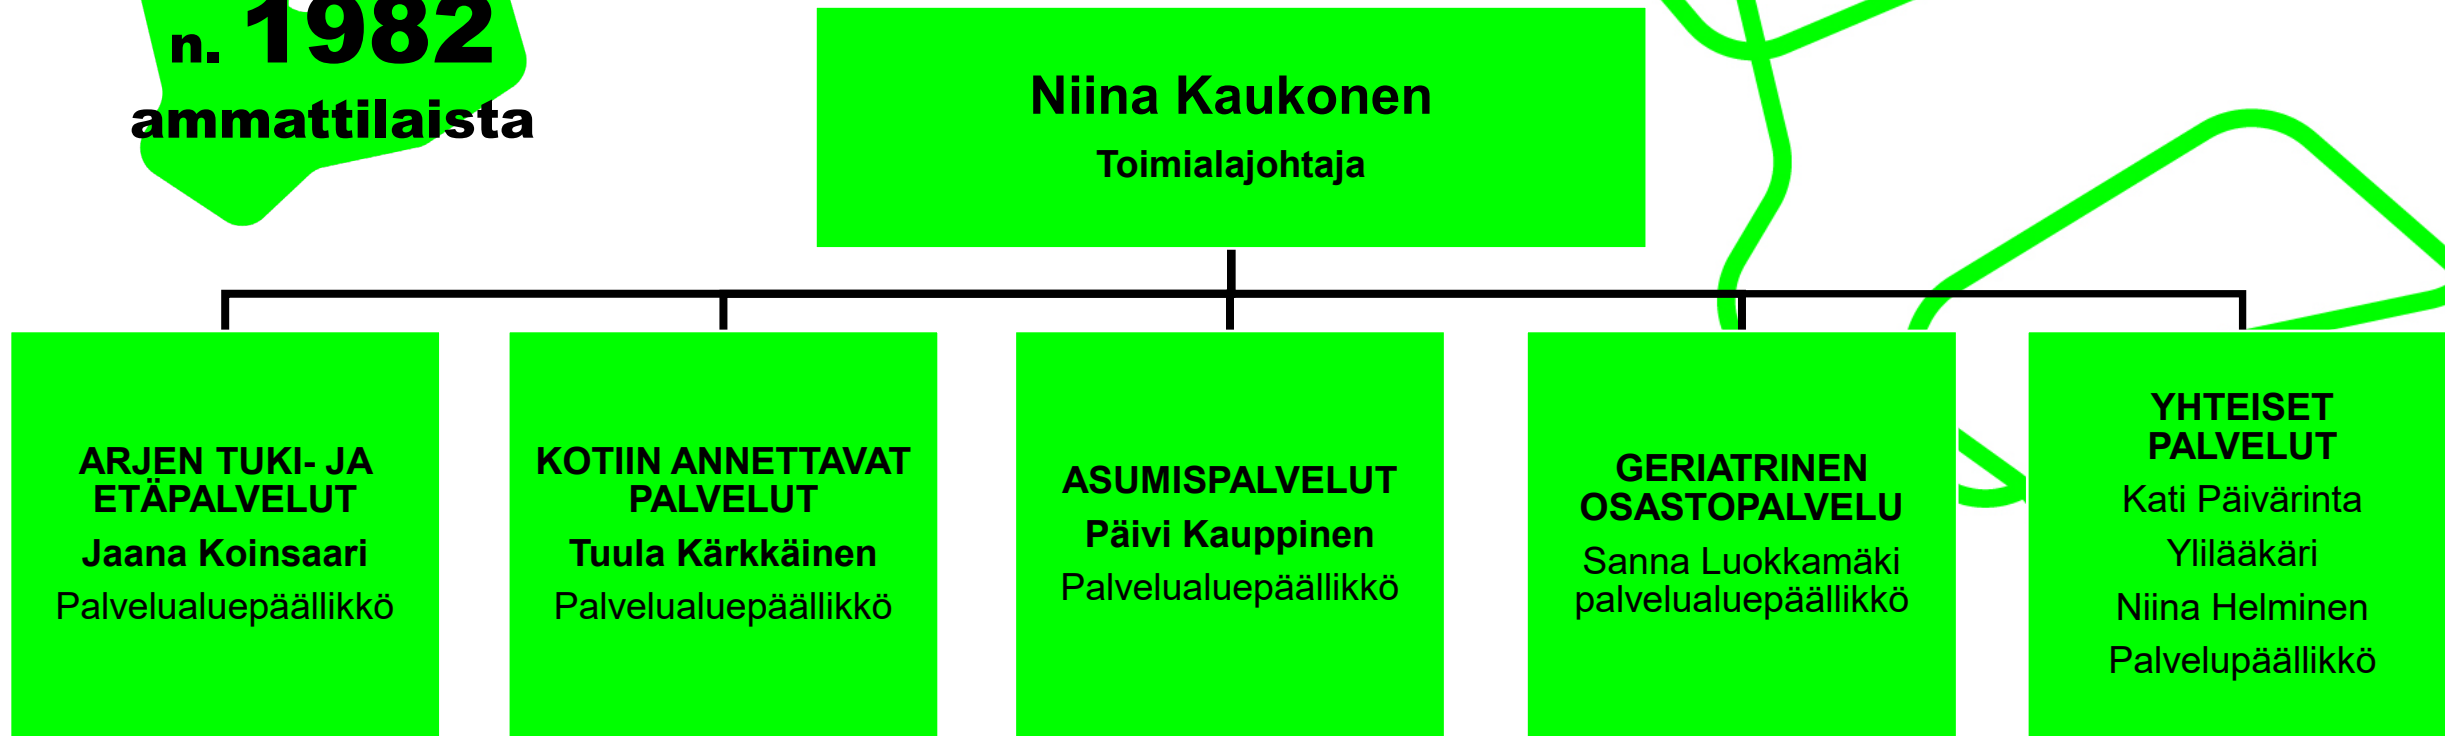 n. 1982
ammattilaista
Niina Kaukonen
Toimialajohtaja
ARJEN TUKI- JA
ETÄPALVELUT
Jaana Koinsaari
Palvelualuepäällikkö
KOTIIN ANNETTAVAT
PALVELUT
Tuula Kärkkäinen
Palvelualuepäällikkö
ASUMISPALVELUT
Päivi Kauppinen
Palvelualuepäällikkö
GERIATRINEN
OSASTOPALVELU
Sanna Luokkamäki
palvelualuepäällikkö
YHTEISET
PALVELUT
Kati Päivärinta
Ylilääkäri
Niina Helminen
Palvelupäällikkö